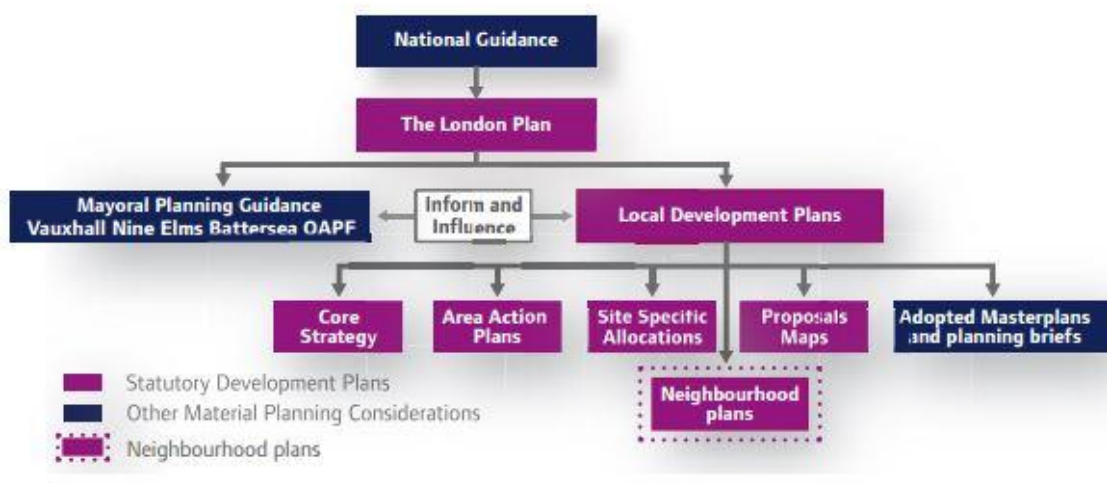 National Guidance
The London Plan
Mayoral Planning Guidance
Vauxhall Nine Elms Battersea OAPF
Inform and
Influence
Local Development Plans
Core
Strategy
Area Action
Plans
Site Specific
Allocations
Proposals
Maps
Adopted Masterplans
and planning briefs
Neighbourhood
plans
Statutory Development Plans
Other Material Planning Considerations
Neighbourhood plans